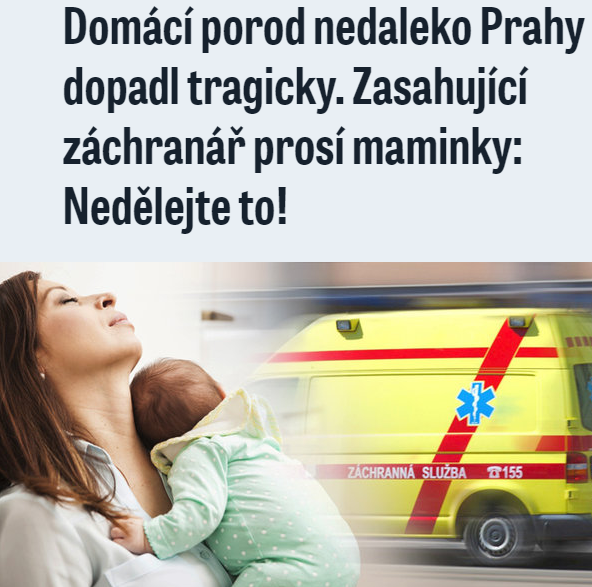 Domácí porod nedaleko Prahy
dopadl tragicky. Zasahující
záchranář prosí maminky:
Nedělejte to!
ZÁCHRANNÁ SLUŽBA ☎155